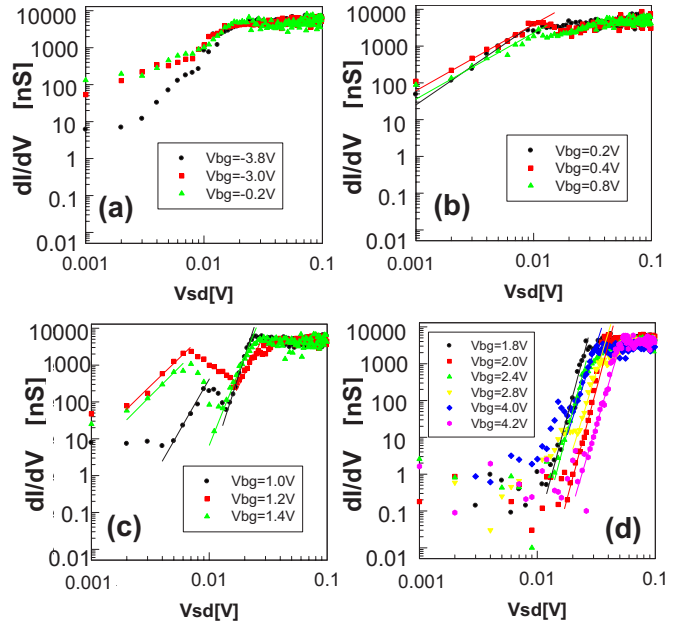 10000
1000
100
10
1
0.1
0.01
dI/dV [nS]
(a)
Vbg=-3.8V
Vbg=-3.0V
Vbg=-0.2V
0.001
0.01
0.1
Vsd[V]
10000
1000
100
10
1
0.1
0.01
dI/dV [nS]
(b)
Vbg=0.2V
Vbg=0.4V
Vbg=0.8V
0.001
0.01
0.1
Vsd[V]
10000
1000
100
10
1
0.1
0.01
dI/dV [nS]
(c)
Vbg=1.0V
Vbg=1.2V
Vbg=1.4V
0.001
0.01
0.1
Vsd[V]
10000
1000
100
10
1
0.1
0.01
dI/dV [nS]
(d)
Vbg=1.8V
Vbg=2.0V
Vbg=2.4V
Vbg=2.8V
Vbg=4.0V
Vbg=4.2V
0.001
0.01
0.1
Vsd[V]